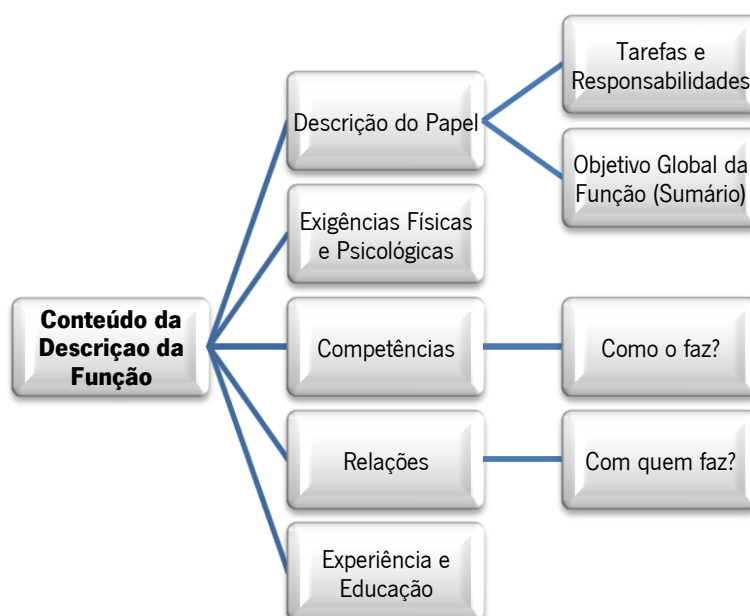 Conteúdo da
Descriçao da
Função
Descrição do Papel
Tarefas e
Responsabilidades
Objetivo Global da
Função (Sumário)
Exigências Físicas
e Psicológicas
Competências
Como o faz?
Relações
Com quem faz?
Experiência e
Educação